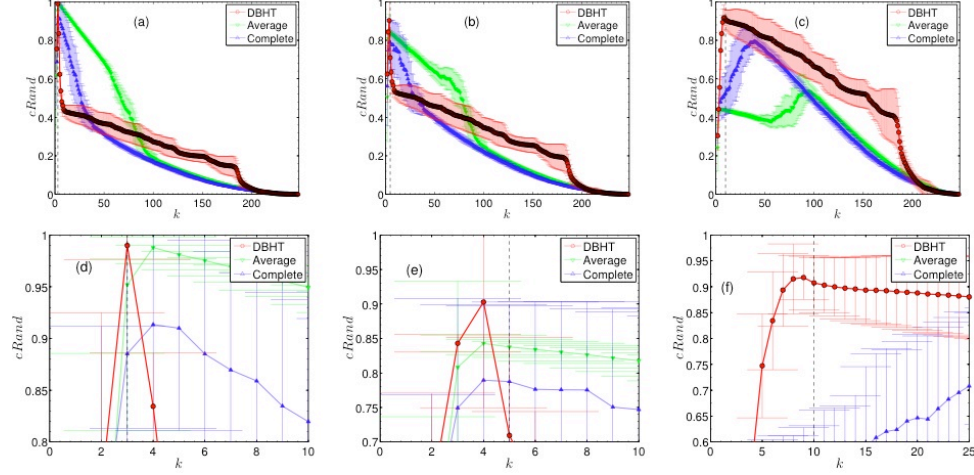 1
0.8
0.6
0.4
0.2
0
0 50 100 150 200
cRand
k
(a)
DBHT
Average
Complete
1
0.8
0.6
0.4
0.2
0
0 50 100 150 200
cRand
k
(b)
DBHT
Average
Complete
1
0.8
0.6
0.4
0.2
0
0 50 100 150 200
cRand
k
(c)
DBHT
Average
Complete
1
0.95
0.9
0.85
0.8
0 2 4 6 8 10
cRand
k
(d)
DBHT
Average
Complete
1
0.95
0.9
0.85
0.8
0.75
0.7
0 2 4 6 8 10
cRand
k
(e)
DBHT
Average
Complete
1
0.95
0.9
0.85
0.8
0.75
0.7
0.65
0.6
0 5 10 15 20 25
cRand
k
(f)
DBHT
Average
Complete